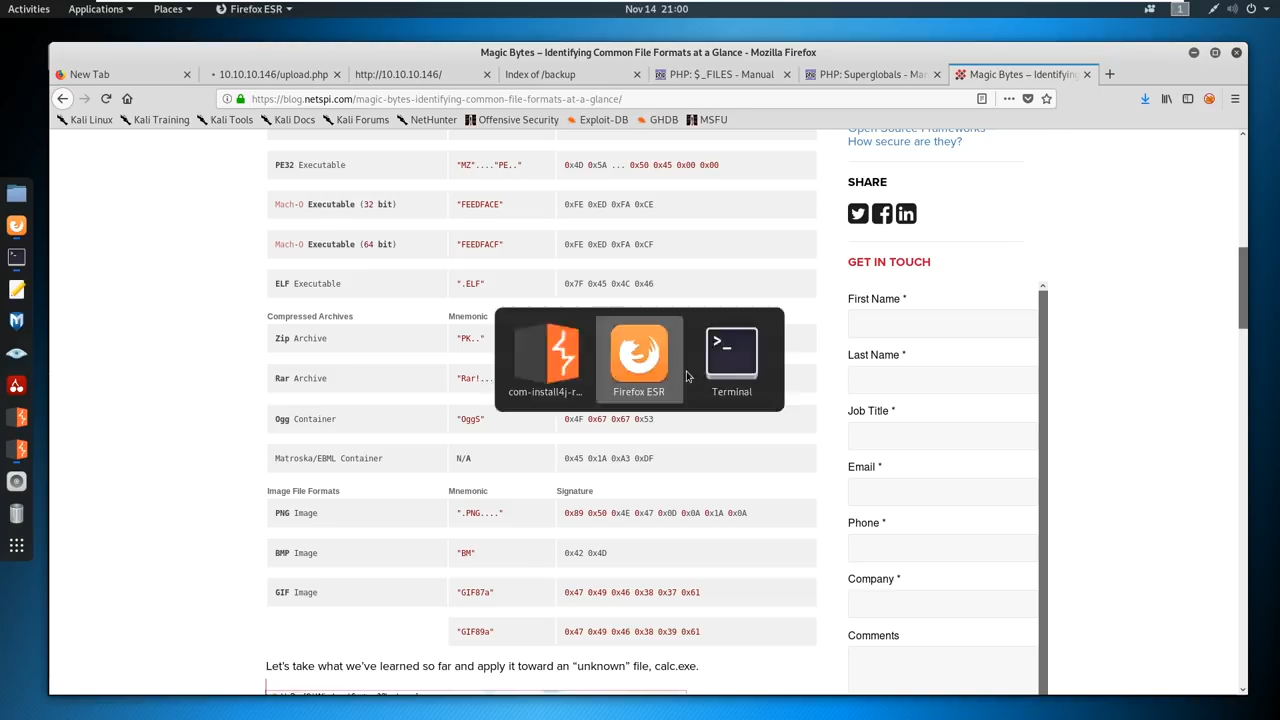 Activities Applications Places Firefox ESR Nov 14 21:00 1
Magic Bytes – Identifying Common File Formats at a Glance - Mozilla Firefox
New Tab 10.10.10.146/upload.php http://10.10.10.146/ Index of /backup PHP: $_FILES - Manual PHP: Superglobals - Ma Magic Bytes – Identifying
https://blog.netspi.com/magic-bytes-identifying-common-file-formats-at-a-glance/
Kali Linux Kali Training Kali Tools Kali Docs Kali Forums NetHunter Offensive Security Exploit-DB GHDB MSFU
PE32 Executable "MZ"...."PE.." 0x4D 0x5A ... 0x50 0x45 0x00 0x00
Mach-O Executable (32 bit) "FEEDFACE" 0xFE 0xED 0xFA 0xCE
Mach-O Executable (64 bit) "FEEDFACF" 0xFE 0xED 0xFA 0xCF
ELF Executable ".ELF" 0x7F 0x45 0x4C 0x46
Compressed Archives Mnemonic
Zip Archive "PK.."
Rar Archive "Rar!...
Ogg Container "OggS" 0x4F 0x67 0x67 0x53
Matroska/EBML Container N/A 0x45 0x1A 0xA3 0xDF
Image File Formats Mnemonic Signature
PNG Image ".PNG...." 0x89 0x50 0x4E 0x47 0x0D 0x0A 0x1A 0x0A
BMP Image "BM" 0x42 0x4D
GIF Image "GIF87a" 0x47 0x49 0x46 0x38 0x37 0x61
"GIF89a" 0x47 0x49 0x46 0x38 0x39 0x61
Let's take what we've learned so far and apply it toward an “unknown” file, calc.exe.
com-install4j-r... Firefox ESR Terminal
Open Source Frameworks –
How secure are they?
SHARE
GET IN TOUCH
First Name *
Last Name *
Job Title *
Email *
Phone *
Company *
Comments